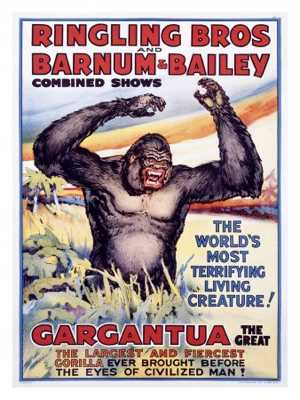 RINGLING BROS
AND
BARNUM & BAILEY
COMBINED SHOWS
THE
WORLD'S
MOST
TERRIFYING
LIVING
CREATURE!
GARGANTUA THE
GREAT
THE LARGEST AND FIERCEST
GORILLA EVER BROUGHT BEFORE
THE EYES OF CIVILIZED MAN!